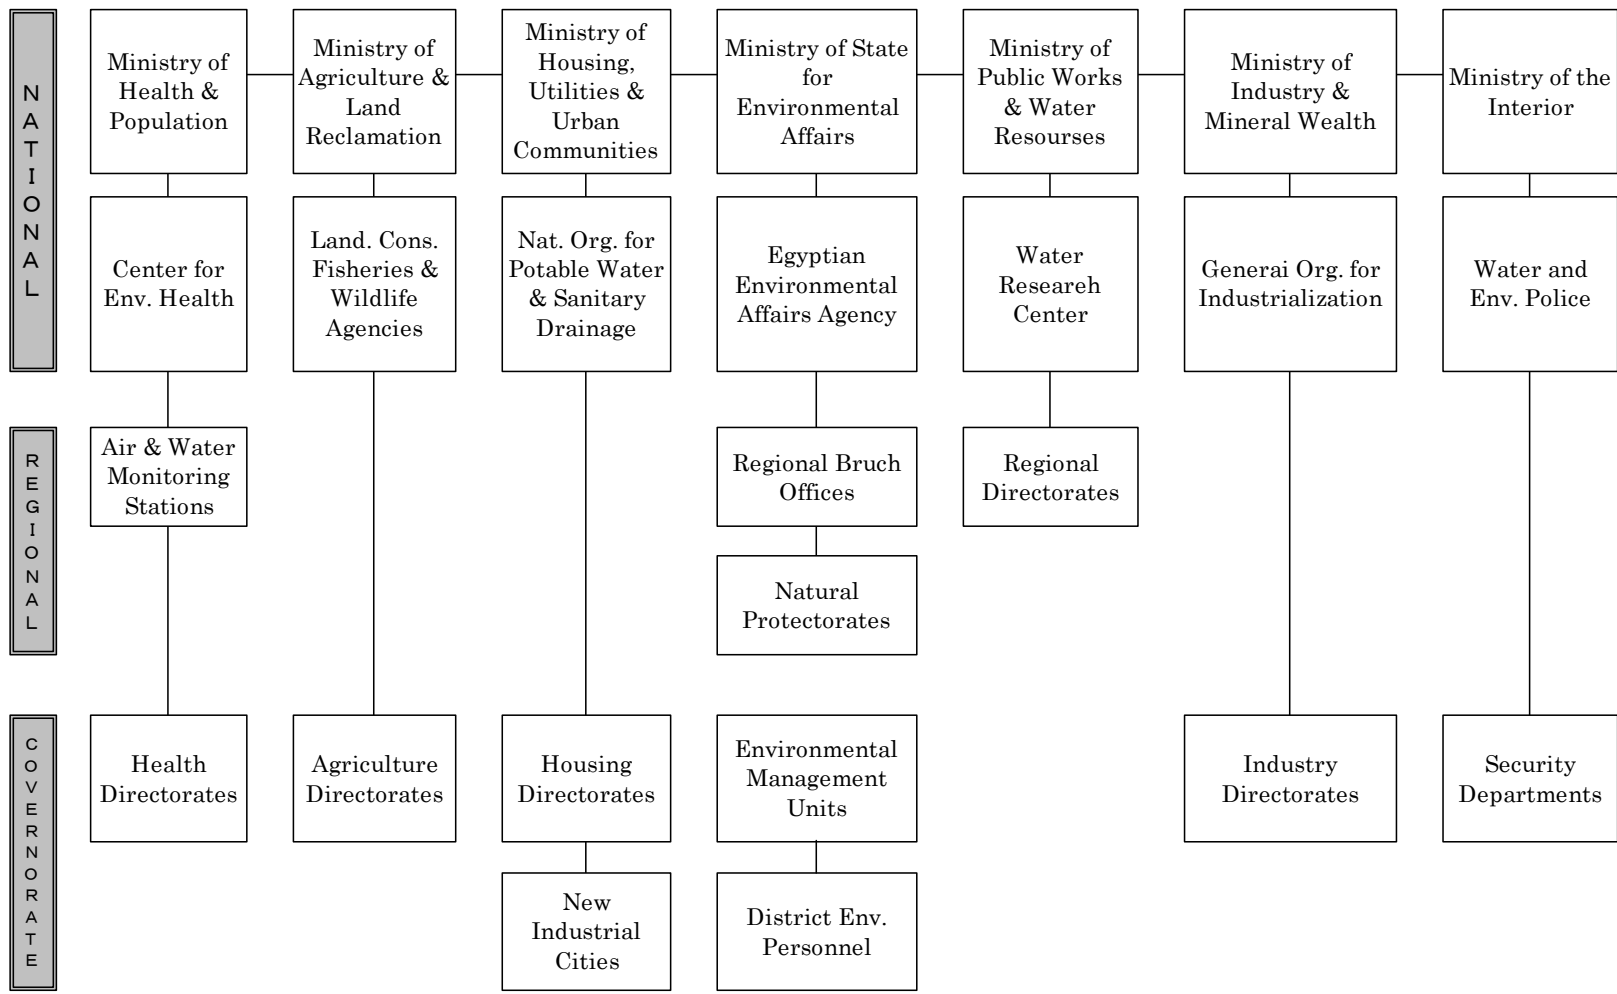 NATIONAL
Ministry of
Health &
Population
Ministry of
Agriculture &
Land
Reclamation
Ministry of
Housing,
Utilities &
Urban
Communities
Ministry of State
for
Environmental
Affairs
Ministry of
Public Works
& Water
Resourses
Ministry of
Industry &
Mineral Wealth
Ministry of the
Interior
Center for
Env. Health
Land. Cons.
Fisheries &
Wildlife
Agencies
Nat. Org. for
Potable Water
& Sanitary
Drainage
Egyptian
Environmental
Affairs Agency
Water
Researeh
Center
Generai Org. for
Industrialization
Water and
Env. Police
REGIONAL
Air & Water
Monitoring
Stations
Regional Bruch
Offices
Regional
Directorates
Natural
Protectorates
COVERNORATE
Health
Directorates
Agriculture
Directorates
Housing
Directorates
Environmental
Management
Units
Industry
Directorates
Security
Departments
New
Industrial
Cities
District Env.
Personnel